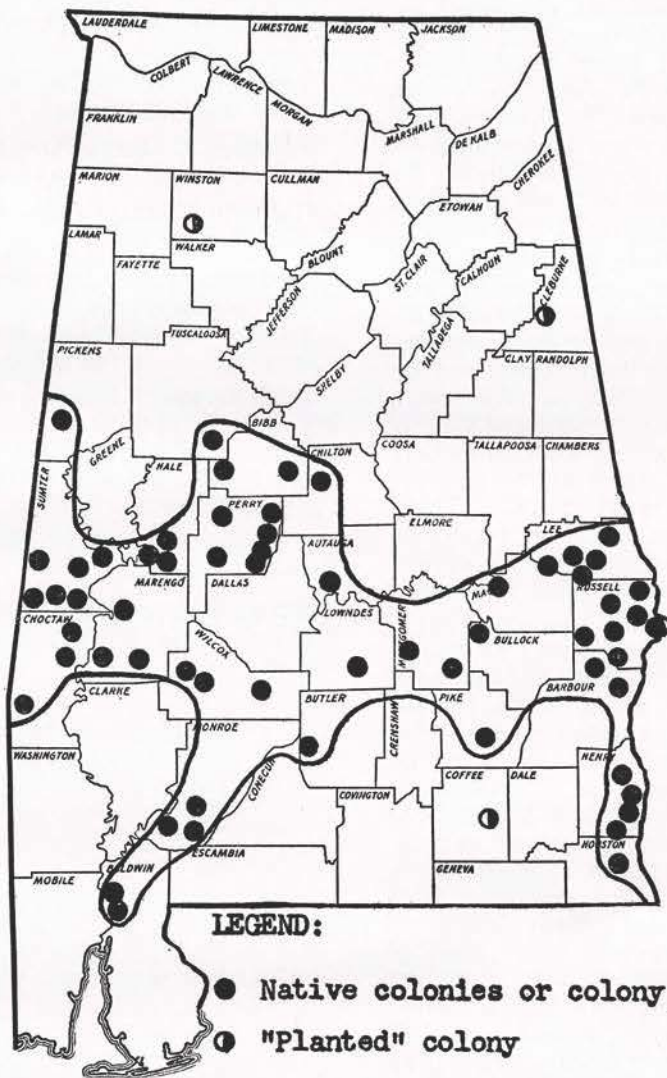 LAUDERDALE
LIMESTONE
MADISON
JACKSON
COLBERT
LAWRENCE
MORGAN
FRANKLIN
MARSHALL
DE KALB
MARION
WINSTON
CULLMAN
CHEROKEE
ETOWAH
LAMAR
WALKER
BLOUNT
FAYETTE
ST. CLAIR
CALHOUN
CLEBURNE
JEFFERSON
TUSCALOOSA
TALLADEGA
PICKENS
SHELBY
CLAY
RANDOLPH
BIBB
GREENE
HALE
CHILTON
COOSA
TALLAPOOSA
CHAMBERS
SUMTER
PERRY
ELMORE
LEE
AUTAUGA
MARENGO
DALLAS
MA
RUSSELL
CHOCTAW
LOWNDES
MONTGOMER
BULLOCK
WILCOX
CLARKE
BUTLER
PIKE
BARBOUR
CRENSHAW
MONROE
WASHINGTON
CONECUH
HENRY
COFFEE
DALE
COVINGTON
ESCAMBIA
HOUSTON
MOBILE
BALDWIN
GENEVA
LEGEND:
Native colonies or colony
"Planted" colony